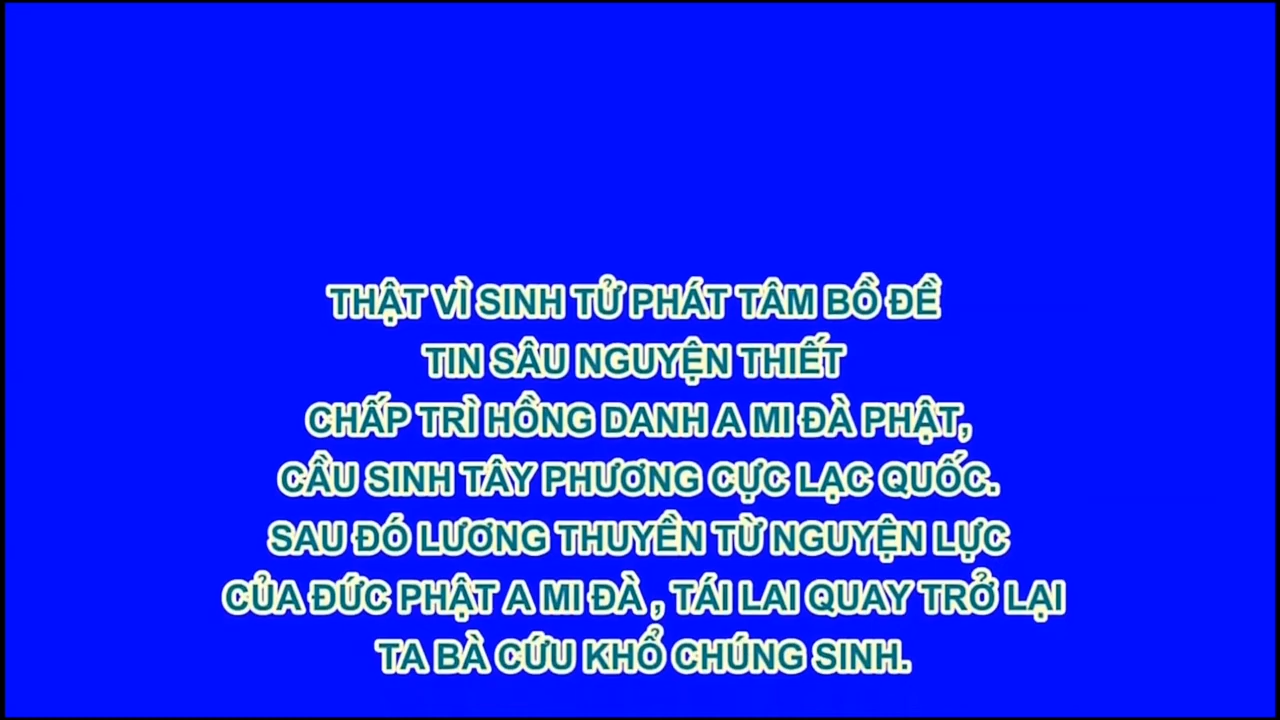 THẬT VÌ SINH TỬ PHÁT TÂM BỒ ĐỀ
TIN SÂU NGUYỆN THIẾT
CHẤP TRÌ HỒNG DANH A MI ĐÀ PHẬT,
CẦU SINH TÂY PHƯƠNG CỰC LẠC QUỐC.
SAU ĐÓ LƯƠNG THUYỀN TỪ NGUYỆN LỰC
CỦA ĐỨC PHẬT A MI ĐÀ , TÁI LAI QUAY TRỞ LẠI
TA BÀ CỨU KHỔ CHÚNG SINH.